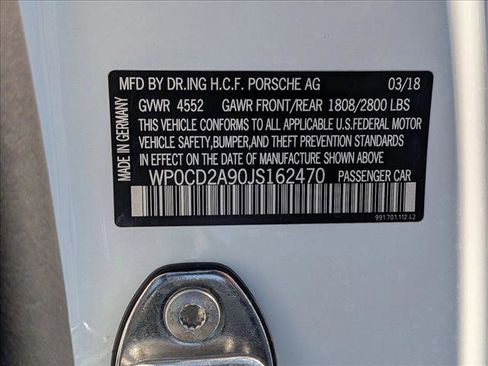 MFD BY DR.ING H.C.F. PORSCHE AG 03/18
GVWR 4552 GAWR FRONT/REAR 1808/2800 LBS
THIS VEHICLE CONFORMS TO ALL APPLICABLE U.S.FEDERAL MOTOR
VEHICLE SAFETY,BUMPER,AND THEFT PREVENTION STANDARDS
IN EFFECT ON THE DATE OF MANUFACTURE SHOWN ABOVE
WP0CD2A90JS162470 PASSENGER CAR
991.701.112.42
MADE IN GERMANY